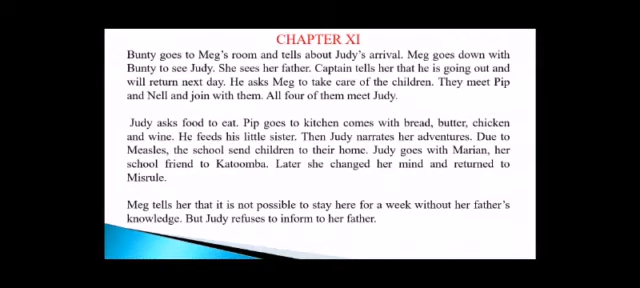 CHAPTER XI
Bunty goes to Meg's room and tells about Judy's arrival. Meg goes down with
Bunty to see Judy. She sees her father. Captain tells her that he is going out and
will return next day. He asks Meg to take care of the children. They meet Pip
and Nell and join with them. All four of them meet Judy.
Judy asks food to eat. Pip goes to kitchen comes with bread, butter, chicken
and wine. He feeds his little sister. Then Judy narrates her adventures. Due to
Measles, the school send children to their home. Judy goes with Marian, her
school friend to Katoomba. Later she changed her mind and returned to
Misrule.
Meg tells her that it is not possible to stay here for a week without her father's
knowledge. But Judy refuses to inform to her father.